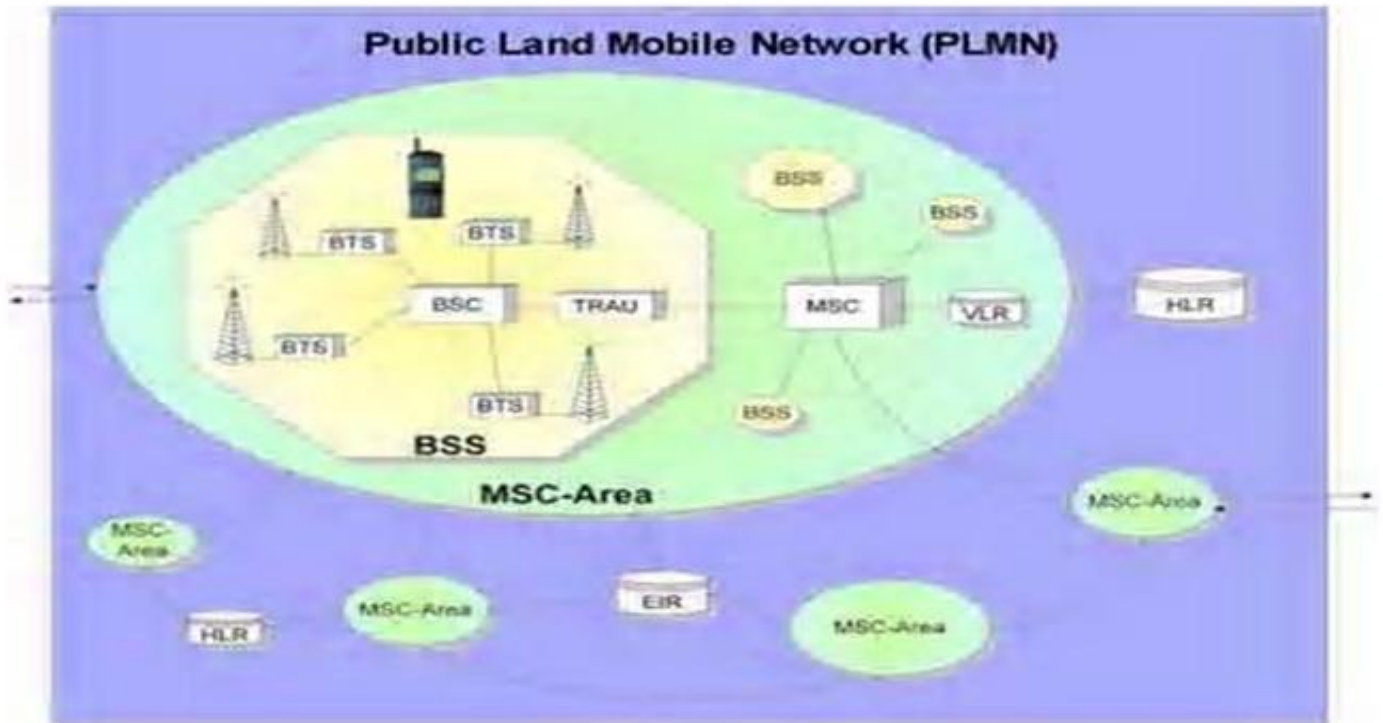 Public Land Mobile Network (PLMN)
BSS
BSS
BTS
BTS
BSC
TRAU
MSC
VLR
HLR
BTS
BTS
BSS
BSS
MSC-Area
MSC-Area
MSC-
Area
EIR
MSC-Area
HLR
MSC-Area